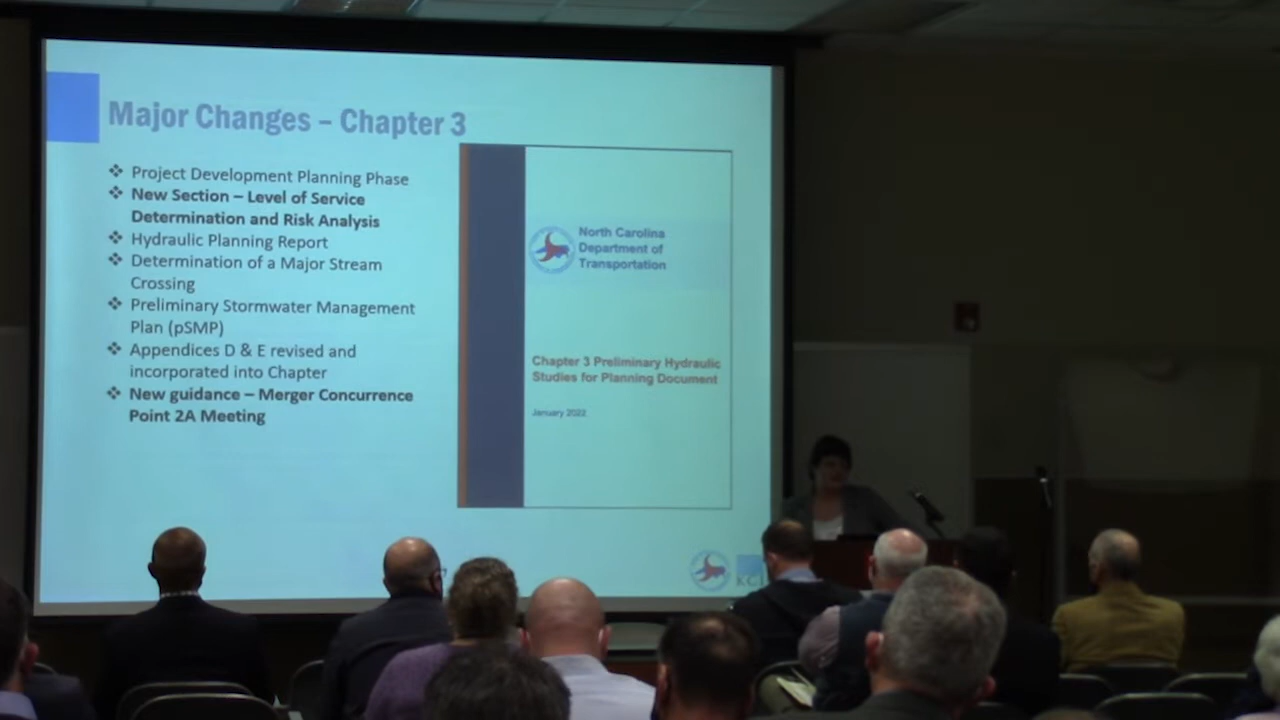 Major Changes – Chapter 3
❖ Project Development Planning Phase
❖ New Section – Level of Service
Determination and Risk Analysis
❖ Hydraulic Planning Report
❖ Determination of a Major Stream
Crossing
❖ Preliminary Stormwater Management
Plan (pSMP)
❖ Appendices D & E revised and
incorporated into Chapter
❖ New guidance – Merger Concurrence
Point 2A Meeting
North Carolina
Department of
Transportation
Chapter 3 Preliminary Hydraulic
Studies for Planning Document
January 2022
KCI